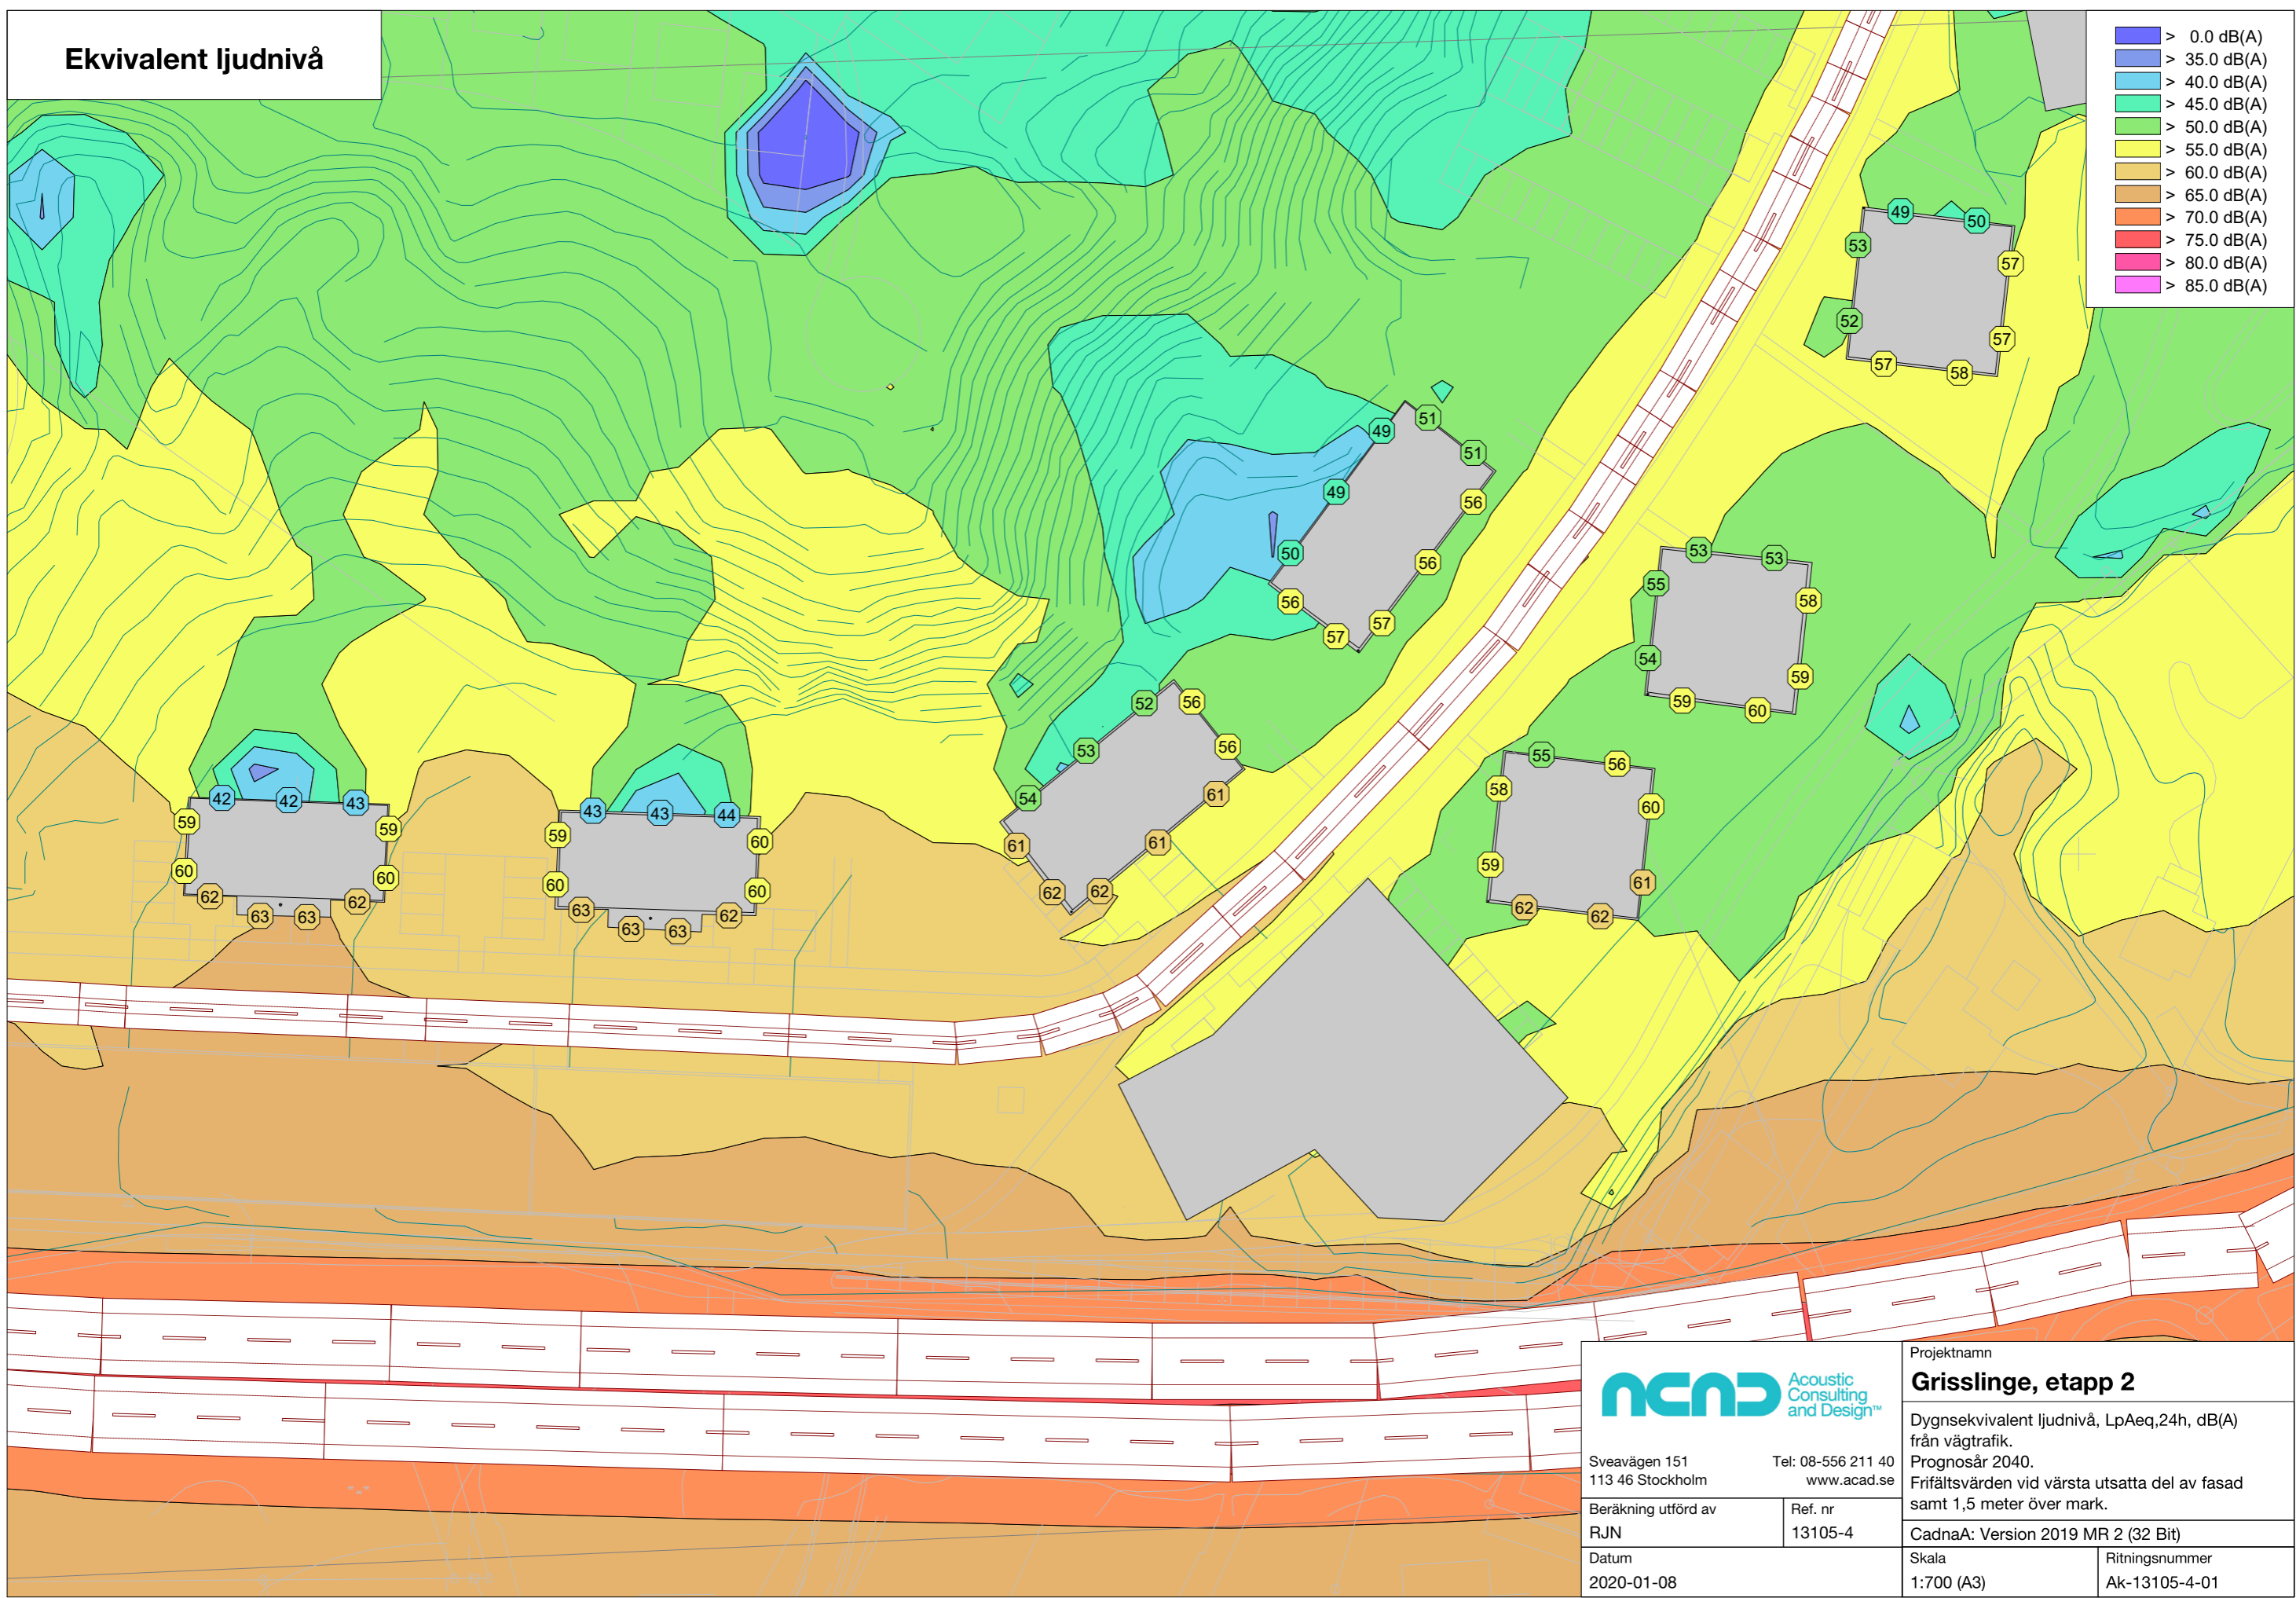 Ekvivalent ljudnivå
> 0.0 dB(A)
> 35.0 dB(A)
> 40.0 dB(A)
> 45.0 dB(A)
> 50.0 dB(A)
> 55.0 dB(A)
> 60.0 dB(A)
> 65.0 dB(A)
> 70.0 dB(A)
> 75.0 dB(A)
> 80.0 dB(A)
> 85.0 dB(A)
49 50
53 57
52 57
57 58
49 51
51
49 56
50 56
56 57
57
53 53
55 58
54 59
59 60
52 56
53 56
54 61
61 61
62 62
55 56
58 60
59 61
62 62
42 42 43
59 59
60 60
62 63 63 62
43 43 44
59 60
60 60
63 63 63 62
ACAD Acoustic
Consulting
and Design™
Sveavägen 151 Tel: 08-556 211 40
113 46 Stockholm www.acad.se
Beräkning utförd av Ref. nr
RJN 13105-4
Datum
2020-01-08
Projektnamn
Grisslinge, etapp 2
Dygnsekvivalent ljudnivå, LpAeq,24h, dB(A)
från vägtrafik.
Prognosår 2040.
Frifältsvärden vid värsta utsatta del av fasad
samt 1,5 meter över mark.
CadnaA: Version 2019 MR 2 (32 Bit)
Skala Ritningsnummer
1:700 (A3) Ak-13105-4-01